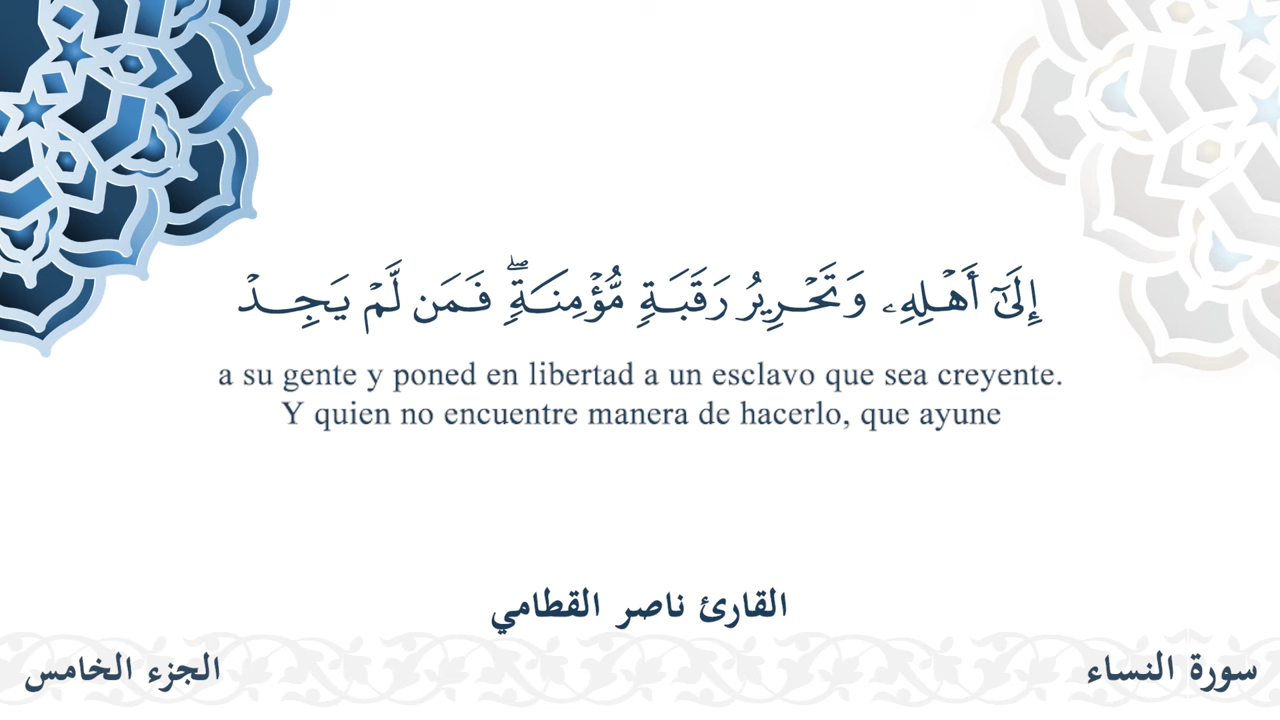 إِلَىٰٓ أَهۡلِهِۦ وَتَحۡرِيرُ رَقَبَةٖ مُّؤۡمِنَةٖۖ فَمَن لَّمۡ يَجِدۡ
a su gente y poned en libertad a un esclavo que sea creyente.
Y quien no encuentre manera de hacerlo, que ayune
القارئ ناصر القطامي
سورة النساء
الجزء الخامس